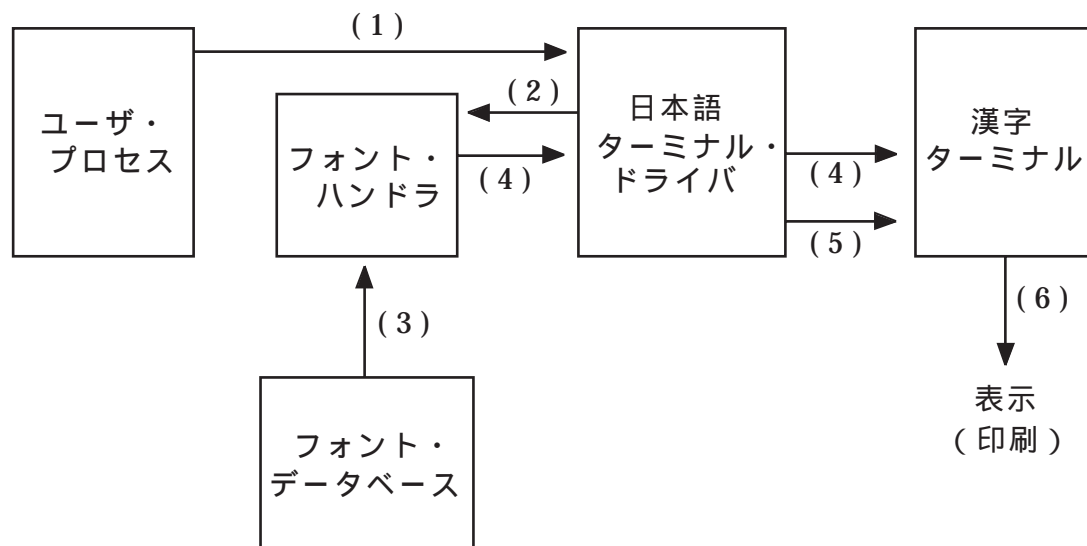 (1)
ユーザ・
プロセス
(2)
フォント・
ハンドラ
(4)
日本語
ターミナル・
ドライバ
(4)
(5)
漢字
ターミナル
(3)
(6)
フォント・
データベース
表示
(印刷)